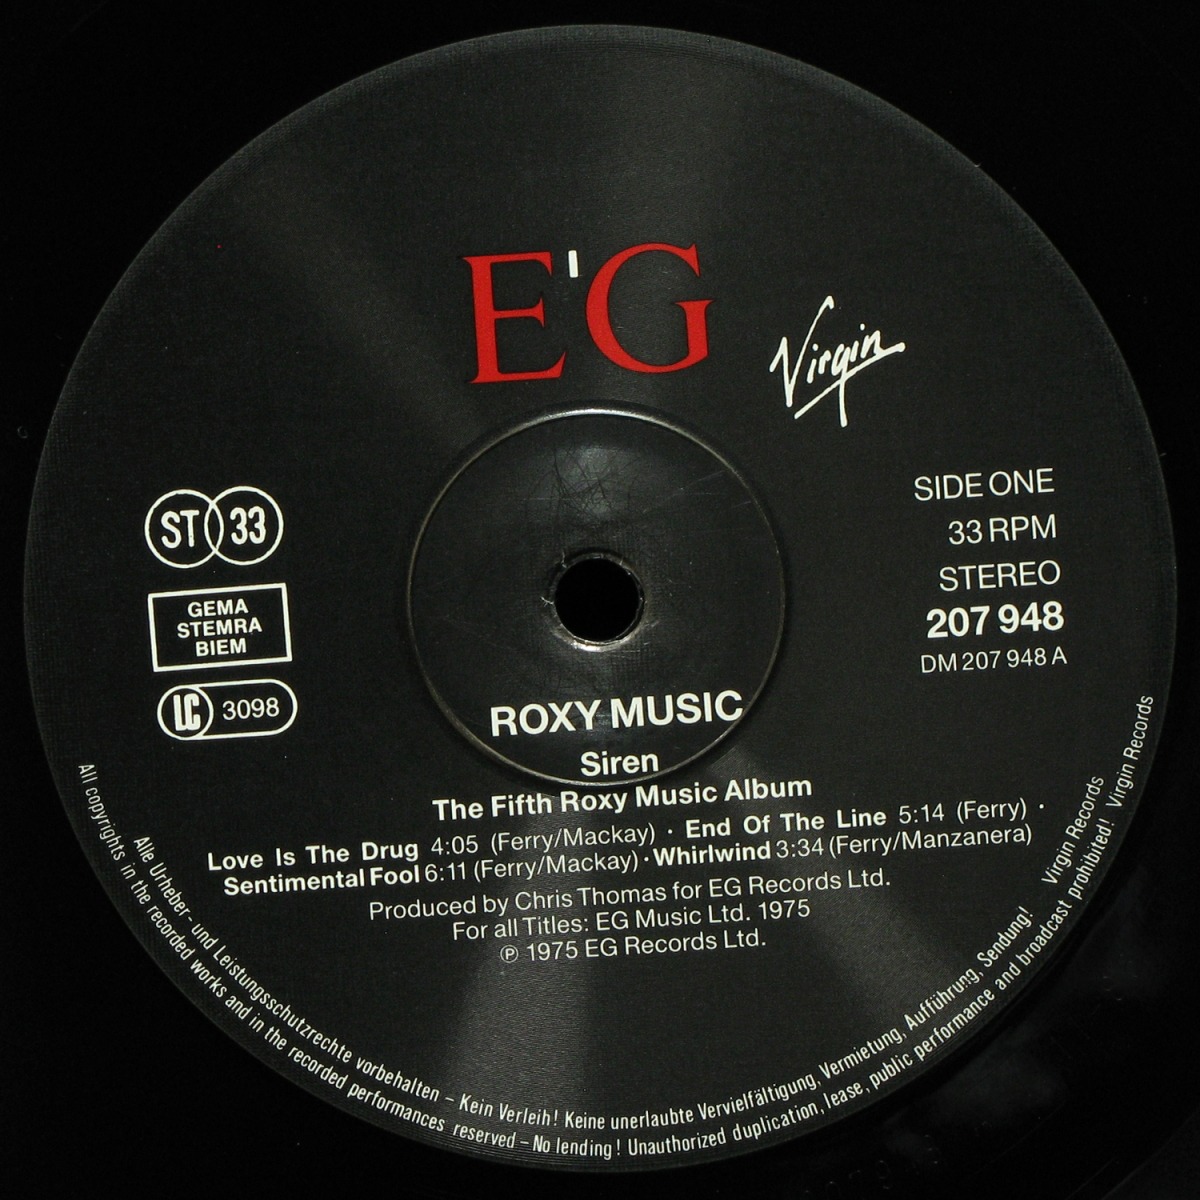 E'G
Virgin
ST 33
GEMA
STEMRA
BIEM
LC 3098
SIDE ONE
33 RPM
STEREO
207 948
DM 207 948 A
ROXY MUSIC
Siren
The Fifth Roxy Music Album
Love Is The Drug 4:05 (Ferry/Mackay) · End Of The Line 5:14 (Ferry) ·
Sentimental Fool 6:11 (Ferry/Mackay) · Whirlwind 3:34 (Ferry/Manzanera)
Produced by Chris Thomas for EG Records Ltd.
For all Titles: EG Music Ltd. 1975
℗ 1975 EG Records Ltd.
Alle Urheber- und Leistungsschutzrechte vorbehalten – Kein Verleih! Keine unerlaubte Vervielfältigung, Vermietung, Aufführung, Sendung! Virgin Records
All copyrights in the recorded works and in the recorded performances reserved – No lending! Unauthorized duplication, lease, public performance and broadcast prohibited! Virgin Records